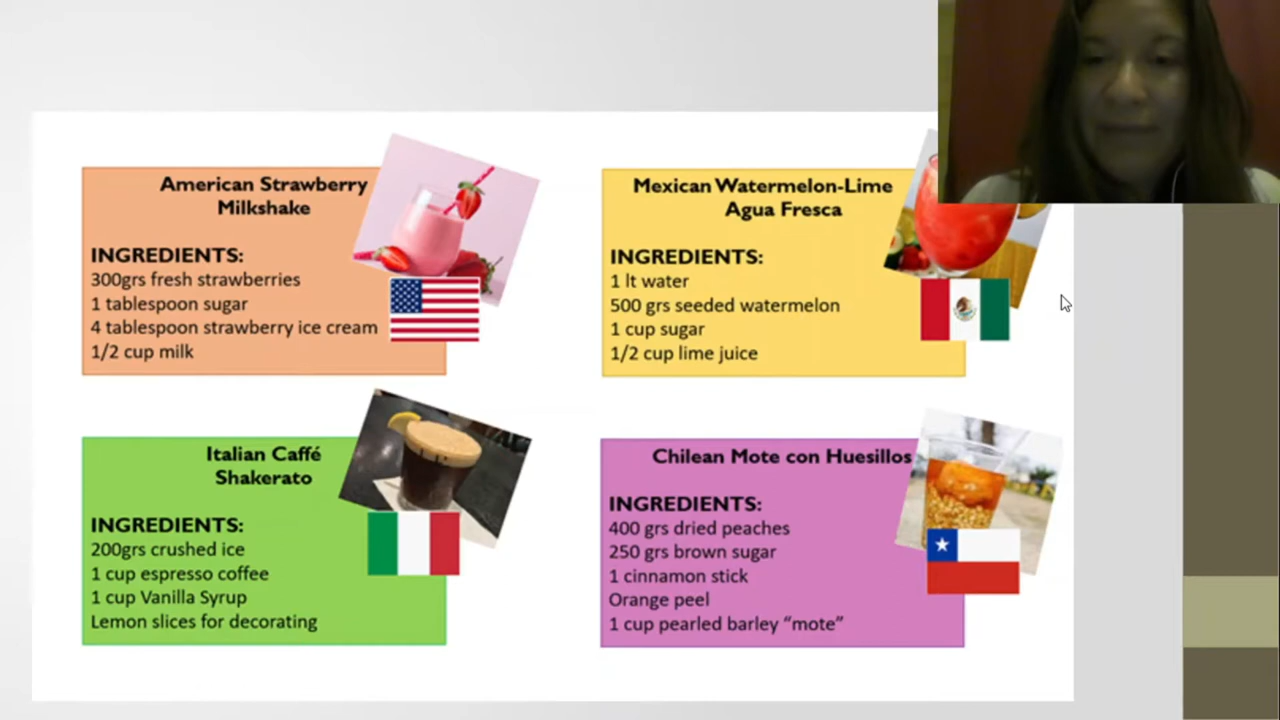 American Strawberry
Milkshake
INGREDIENTS:
300grs fresh strawberries
1 tablespoon sugar
4 tablespoon strawberry ice cream
1/2 cup milk
Mexican Watermelon-Lime
Agua Fresca
INGREDIENTS:
1 lt water
500 grs seeded watermelon
1 cup sugar
1/2 cup lime juice
Italian Caffé
Shakerato
INGREDIENTS:
200grs crushed ice
1 cup espresso coffee
1 cup Vanilla Syrup
Lemon slices for decorating
Chilean Mote con Huesillos
INGREDIENTS:
400 grs dried peaches
250 grs brown sugar
1 cinnamon stick
Orange peel
1 cup pearled barley “mote”